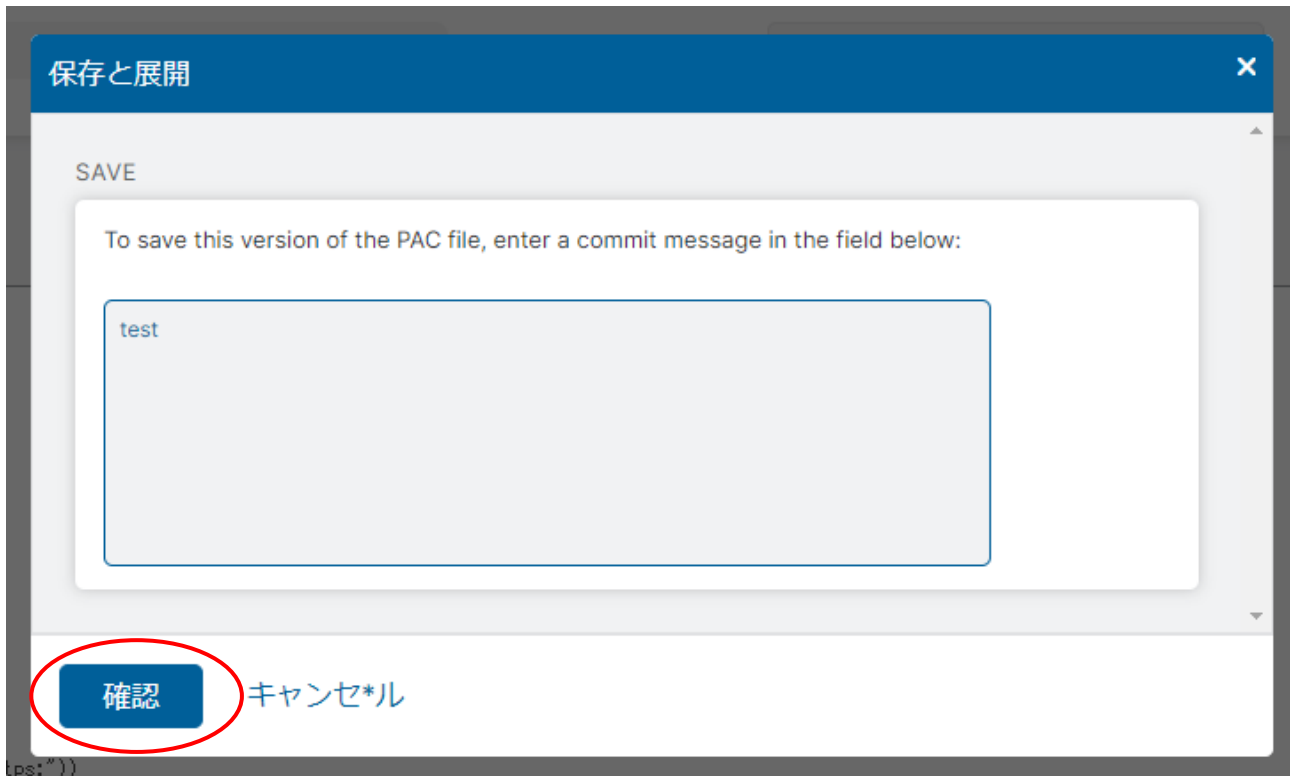 保存と展開
SAVE
To save this version of the PAC file, enter a commit message in the field below:
test
確認 キャンセ*ル
tps:"))